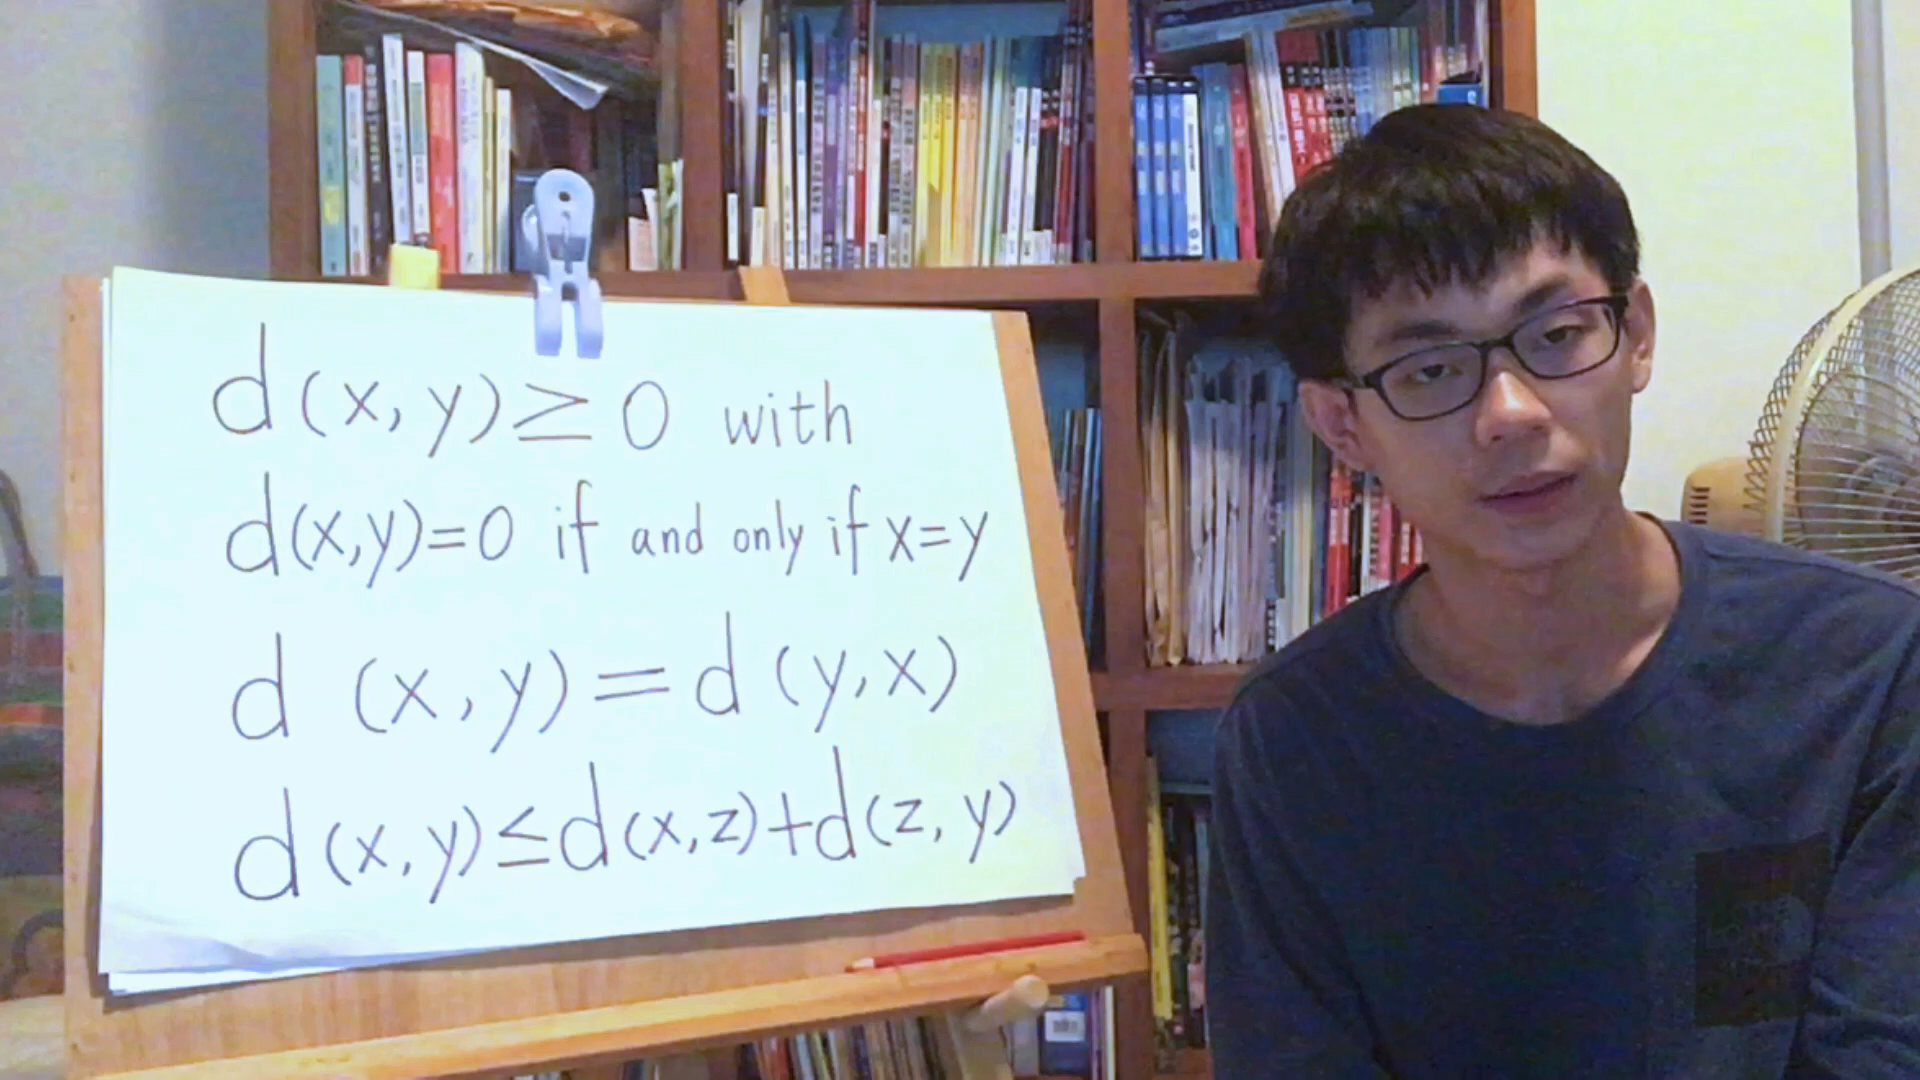 d(x,y)≥0 with
d(x,y)=0 if and only if x=y
d (x,y)=d(y,x)
d(x,y)≤d(x,z)+d(z,y)